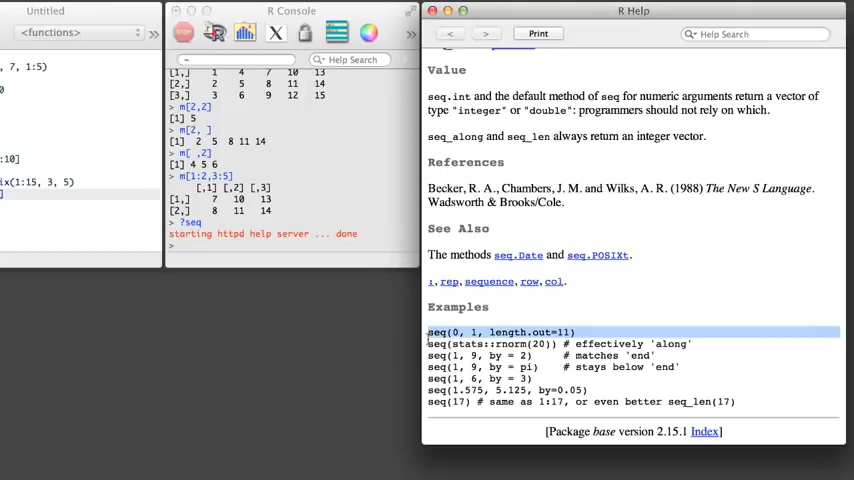 Untitled
<functions>
»
, 7, 1:5)
0
:10]
ix(1:15, 3, 5)
]
R Console
STOP
R
X
»
~
Help Search
[1,] 1 4 7 10 13
[2,] 2 5 8 11 14
[3,] 3 6 9 12 15
> m[2,2]
[1] 5
> m[2, ]
[1] 2 5 8 11 14
> m[ ,2]
[1] 4 5 6
> m[1:2,3:5]
[,1] [,2] [,3]
[1,] 7 10 13
[2,] 8 11 14
> ?seq
starting httpd help server ... done
>
R Help
< > Print
Help Search
Value
seq.int and the default method of seq for numeric arguments return a vector of
type "integer" or "double": programmers should not rely on which.
seq_along and seq_len always return an integer vector.
References
Becker, R. A., Chambers, J. M. and Wilks, A. R. (1988) The New S Language.
Wadsworth & Brooks/Cole.
See Also
The methods seq.Date and seq.POSIXt.
:, rep, sequence, row, col.
Examples
seq(0, 1, length.out=11)
seq(stats::rnorm(20)) # effectively 'along'
seq(1, 9, by = 2) # matches 'end'
seq(1, 9, by = pi) # stays below 'end'
seq(1, 6, by = 3)
seq(1.575, 5.125, by=0.05)
seq(17) # same as 1:17, or even better seq_len(17)
[Package base version 2.15.1 Index]